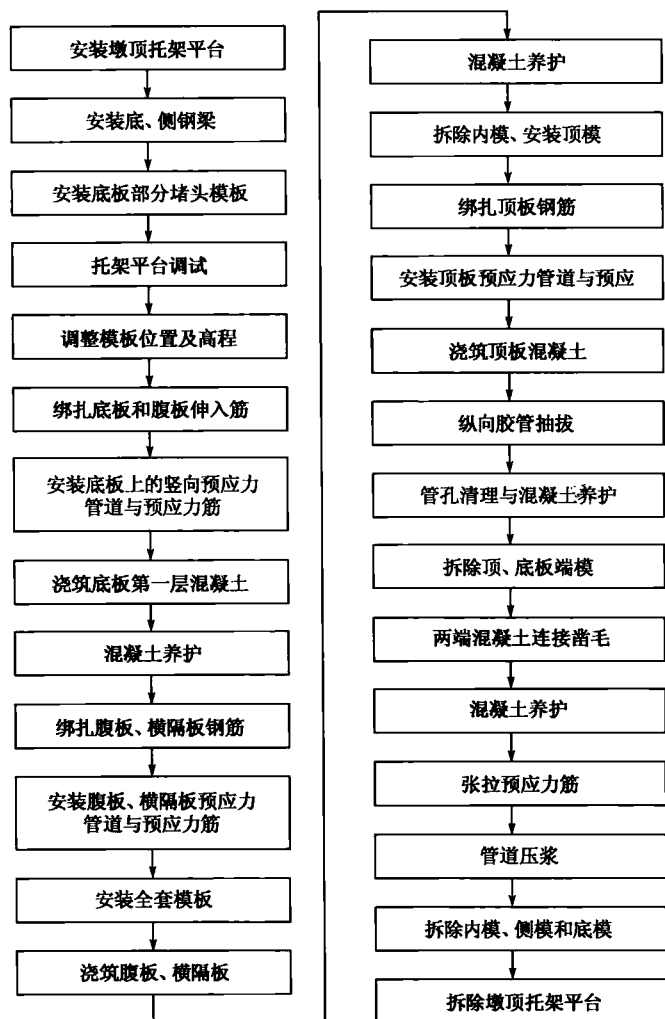 安装墩顶托架平台
安装底、侧钢梁
安装底板部分堵头模板
托架平台调试
调整模板位置及高程
绑扎底板和腹板伸入筋
安装底板上的竖向预应力
管道与预应力筋
浇筑底板第一层混凝土
混凝土养护
绑扎腹板、横隔板钢筋
安装腹板、横隔板预应力
管道与预应力筋
安装全套模板
浇筑腹板、横隔板
混凝土养护
拆除内模、安装顶模
绑扎顶板钢筋
安装顶板预应力管道与预应
浇筑顶板混凝土
纵向胶管抽拔
管孔清理与混凝土养护
拆除顶、底板端模
两端混凝土连接凿毛
混凝土养护
张拉预应力筋
管道压浆
拆除内模、侧模和底模
拆除墩顶托架平台